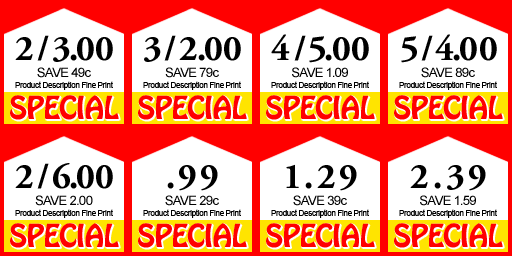 2/3.00
SAVE 49c
Product Description Fine Print
SPECIAL
3/2.00
SAVE 79c
Product Description Fine Print
SPECIAL
4/5.00
SAVE 1.09
Product Description Fine Print
SPECIAL
5/4.00
SAVE 89c
Product Description Fine Print
SPECIAL
2/6.00
SAVE 2.00
Product Description Fine Print
SPECIAL
.99
SAVE 29c
Product Description Fine Print
SPECIAL
1.29
SAVE 39c
Product Description Fine Print
SPECIAL
2.39
SAVE 1.59
Product Description Fine Print
SPECIAL